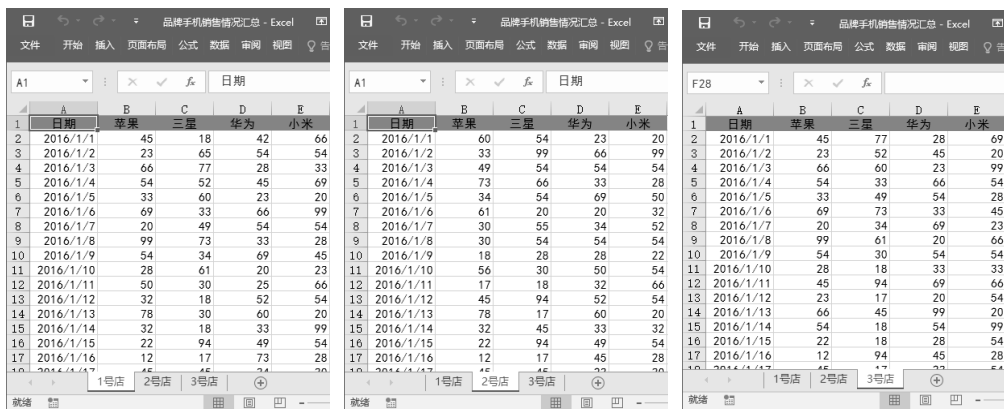 品牌手机销售情况汇总 - Excel
文件 开始 插入 页面布局 公式 数据 审阅 视图 告
A1 fx 日期
A B C D E
1 日期 苹果 三星 华为 小米
2 2016/1/1 45 18 42 66
3 2016/1/2 23 65 54 54
4 2016/1/3 66 77 28 33
5 2016/1/4 54 52 45 69
6 2016/1/5 33 60 23 20
7 2016/1/6 69 33 66 99
8 2016/1/7 20 49 54 54
9 2016/1/8 99 73 33 28
10 2016/1/9 54 34 69 45
11 2016/1/10 28 61 20 23
12 2016/1/11 50 30 25 66
13 2016/1/12 32 18 52 54
14 2016/1/13 78 30 60 20
15 2016/1/14 32 18 33 99
16 2016/1/15 22 94 49 54
17 2016/1/16 12 17 73 28
1号店 2号店 3号店
就绪
品牌手机销售情况汇总 - Excel
文件 开始 插入 页面布局 公式 数据 审阅 视图 告
A1 fx 日期
A B C D E
1 日期 苹果 三星 华为 小米
2 2016/1/1 60 54 23 20
3 2016/1/2 33 99 66 99
4 2016/1/3 49 54 54 54
5 2016/1/4 73 66 33 28
6 2016/1/5 34 54 69 50
7 2016/1/6 61 20 20 32
8 2016/1/7 30 55 34 52
9 2016/1/8 30 54 54 54
10 2016/1/9 18 28 28 22
11 2016/1/10 56 30 50 54
12 2016/1/11 17 18 32 66
13 2016/1/12 45 94 52 54
14 2016/1/13 78 17 60 20
15 2016/1/14 32 45 33 32
16 2016/1/15 22 94 49 54
17 2016/1/16 12 17 45 28
1号店 2号店 3号店
就绪
品牌手机销售情况汇总 - Excel
文件 开始 插入 页面布局 公式 数据 审阅 视图 告
F28 fx
A B C D E
1 日期 苹果 三星 华为 小米
2 2016/1/1 45 77 28 69
3 2016/1/2 23 52 45 20
4 2016/1/3 66 60 23 99
5 2016/1/4 54 33 66 54
6 2016/1/5 33 49 54 28
7 2016/1/6 69 73 33 45
8 2016/1/7 20 34 69 23
9 2016/1/8 99 61 20 66
10 2016/1/9 54 30 54 54
11 2016/1/10 28 18 33 33
12 2016/1/11 45 94 69 66
13 2016/1/12 23 17 20 54
14 2016/1/13 66 45 99 20
15 2016/1/14 54 18 54 99
16 2016/1/15 22 18 28 54
17 2016/1/16 12 94 45 28
1号店 2号店 3号店
就绪